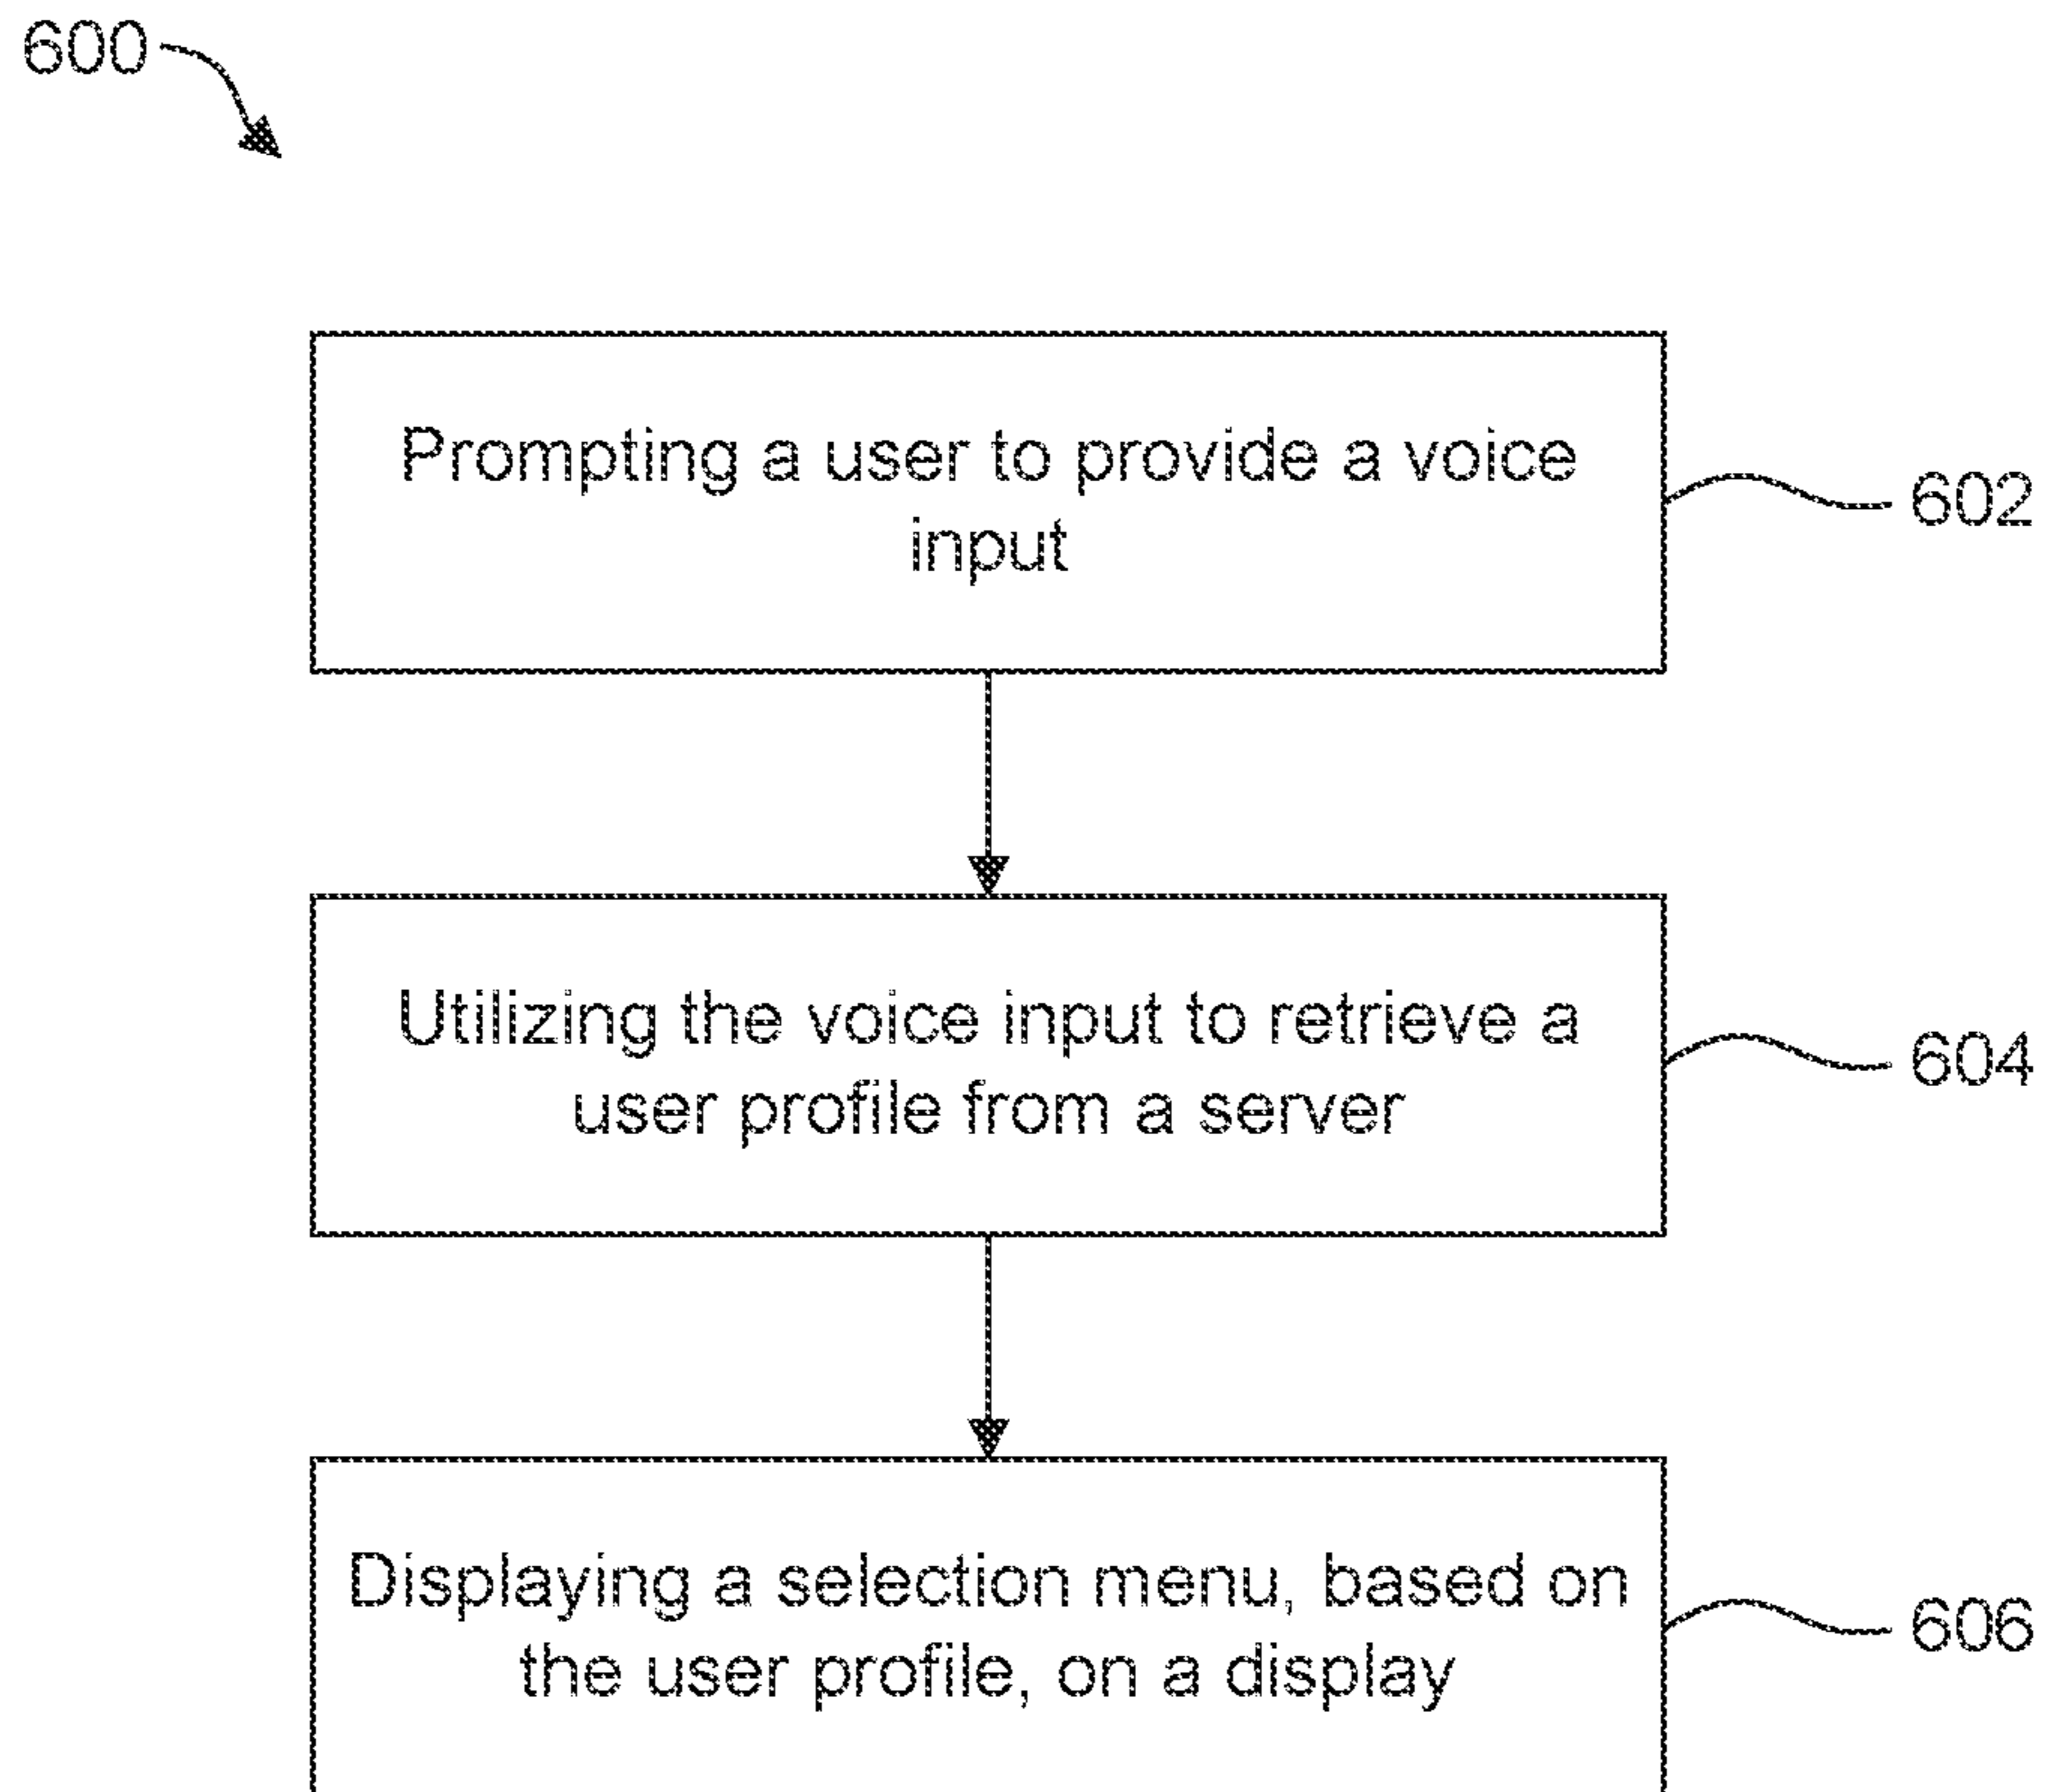 600
Prompting a user to provide a voice
input
602
Utilizing the voice input to retrieve a
user profile from a server
604
Displaying a selection menu, based on
the user profile, on a display
606